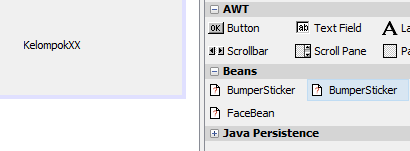 AWT
Button Text Field
Scrollbar Scroll Pane
KelompokXX
Beans
BumperSticker BumperSticker
FaceBean
Java Persistence